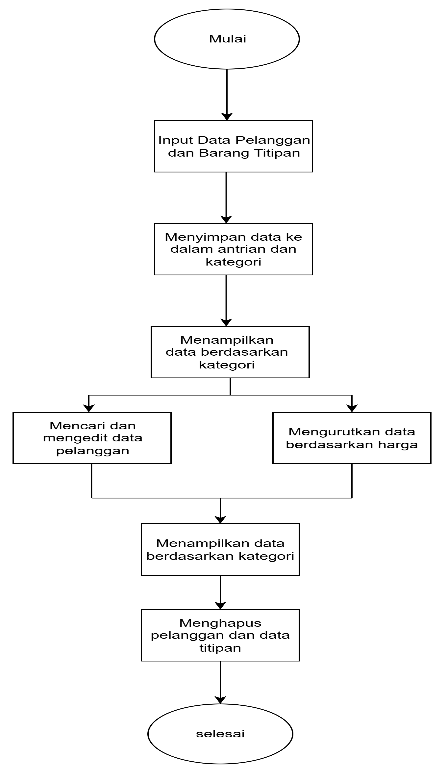 Mulai
Input Data Pelanggan
dan Barang Titipan
Menyimpan data ke
dalam antrian dan
kategori
Menampilkan
data berdasarkan
kategori
Mencari dan
mengedit data
pelanggan
Mengurutkan data
berdasarkan harga
Menampilkan data
berdasarkan kategori
Menghapus
pelanggan dan data
titipan
selesai